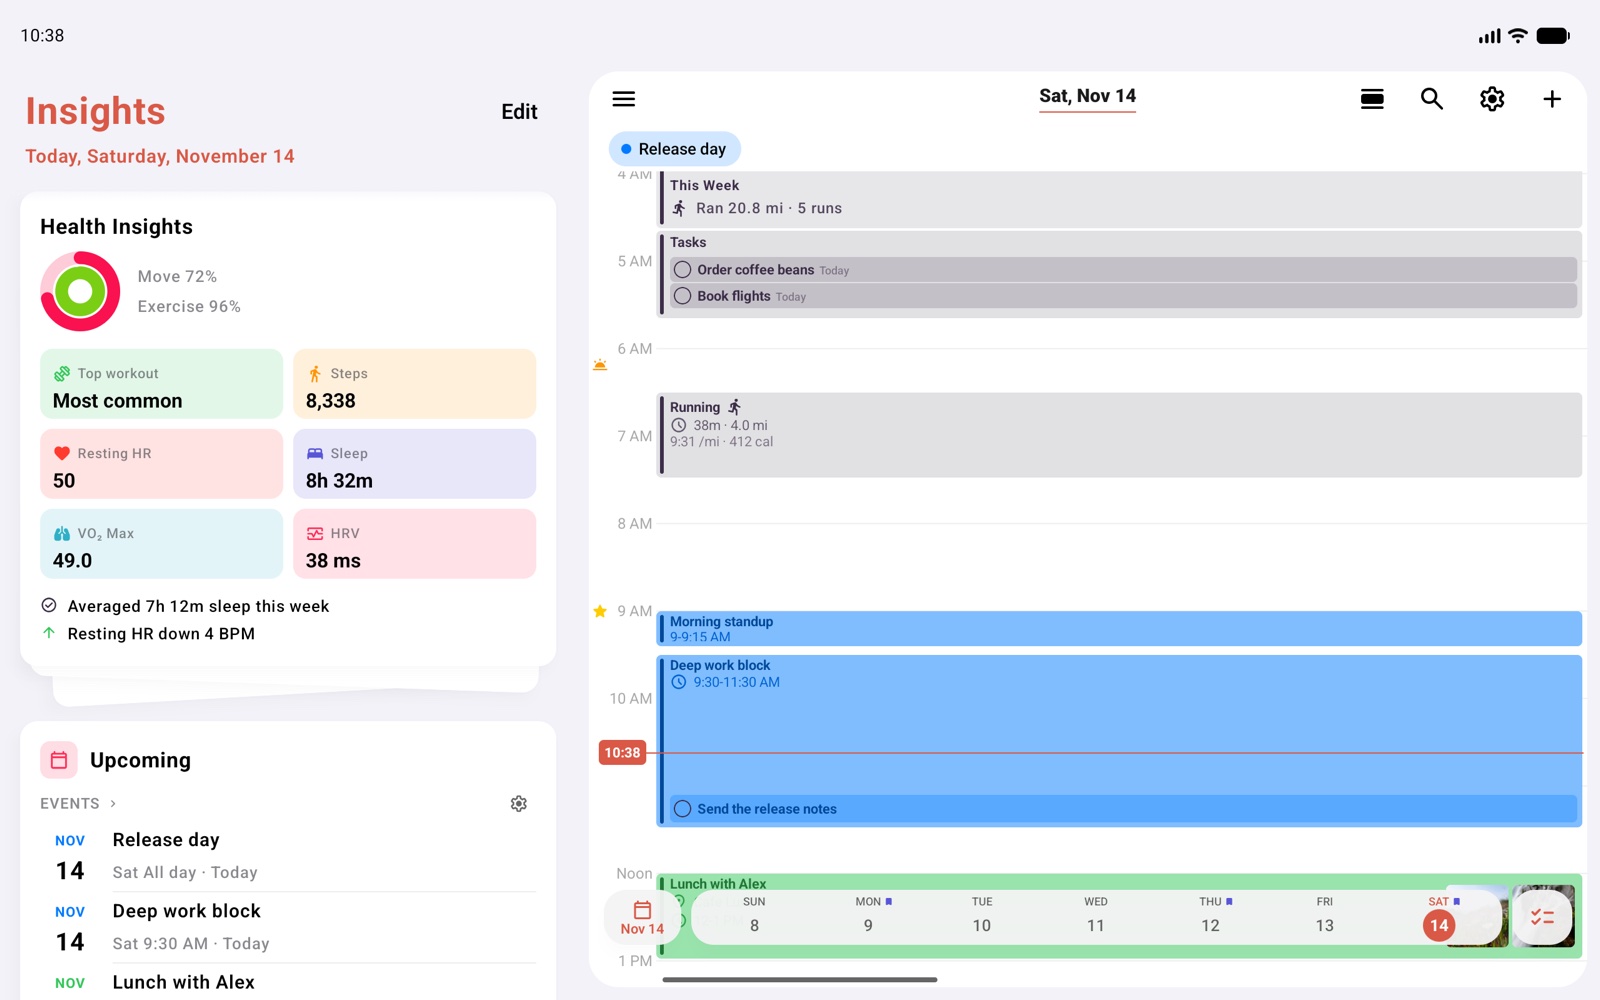 10:38
Insights
Edit
Today, Saturday, November 14
Health Insights
Move 72%
Exercise 96%
Top workout
Most common
Steps
8,338
Resting HR
50
Sleep
8h 32m
VO₂ Max
49.0
HRV
38 ms
Averaged 7h 12m sleep this week
Resting HR down 4 BPM
Upcoming
EVENTS
NOV
14
Release day
Sat All day · Today
NOV
14
Deep work block
Sat 9:30 AM · Today
NOV
Lunch with Alex
Sat, Nov 14
Release day
4 AM
This Week
Ran 20.8 mi · 5 runs
Tasks
5 AM
Order coffee beans Today
Book flights Today
6 AM
Running
38m · 4.0 mi
7 AM
9:31 /mi · 412 cal
8 AM
9 AM
Morning standup
9-9:15 AM
Deep work block
9:30-11:30 AM
10 AM
10:38
Send the release notes
Noon
Lunch with Alex
Nov 14
SUN
8
MON
9
TUE
10
WED
11
THU
12
FRI
13
SAT
14
1 PM